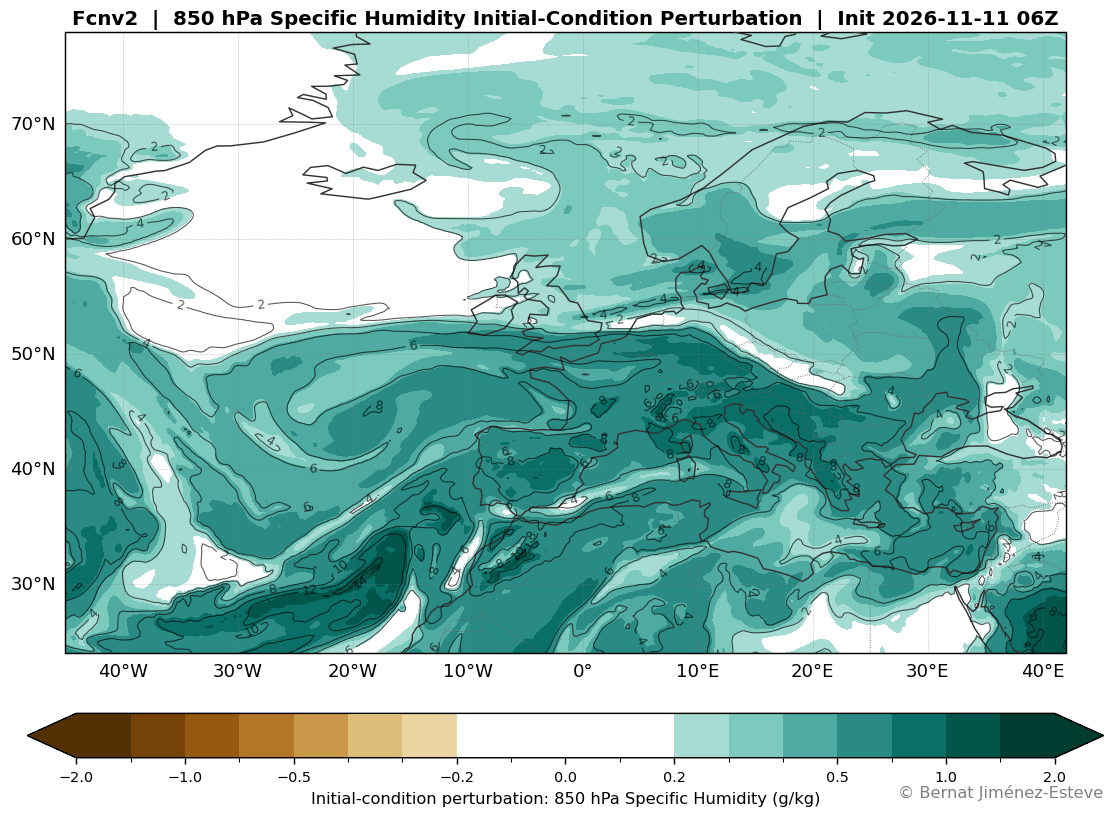 Fcnv2 | 850 hPa Specific Humidity Initial-Condition Perturbation | Init 2026-11-11 06Z
70°N
60°N
50°N
40°N
30°N
40°W
30°W
20°W
10°W
0°
10°E
20°E
30°E
40°E
−2.0
−1.0
−0.5
−0.2
0.0
0.2
0.5
1.0
2.0
Initial-condition perturbation: 850 hPa Specific Humidity (g/kg)
© Bernat Jiménez-Esteve